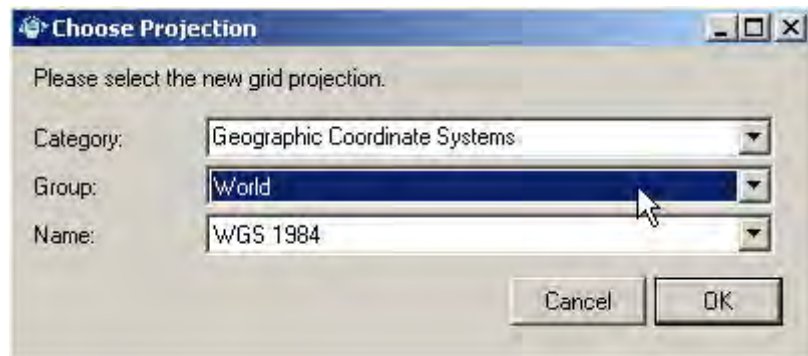 Choose Projection
Please select the new grid projection.
Category: Geographic Coordinate Systems
Group: World
Name: WGS 1984
Cancel OK